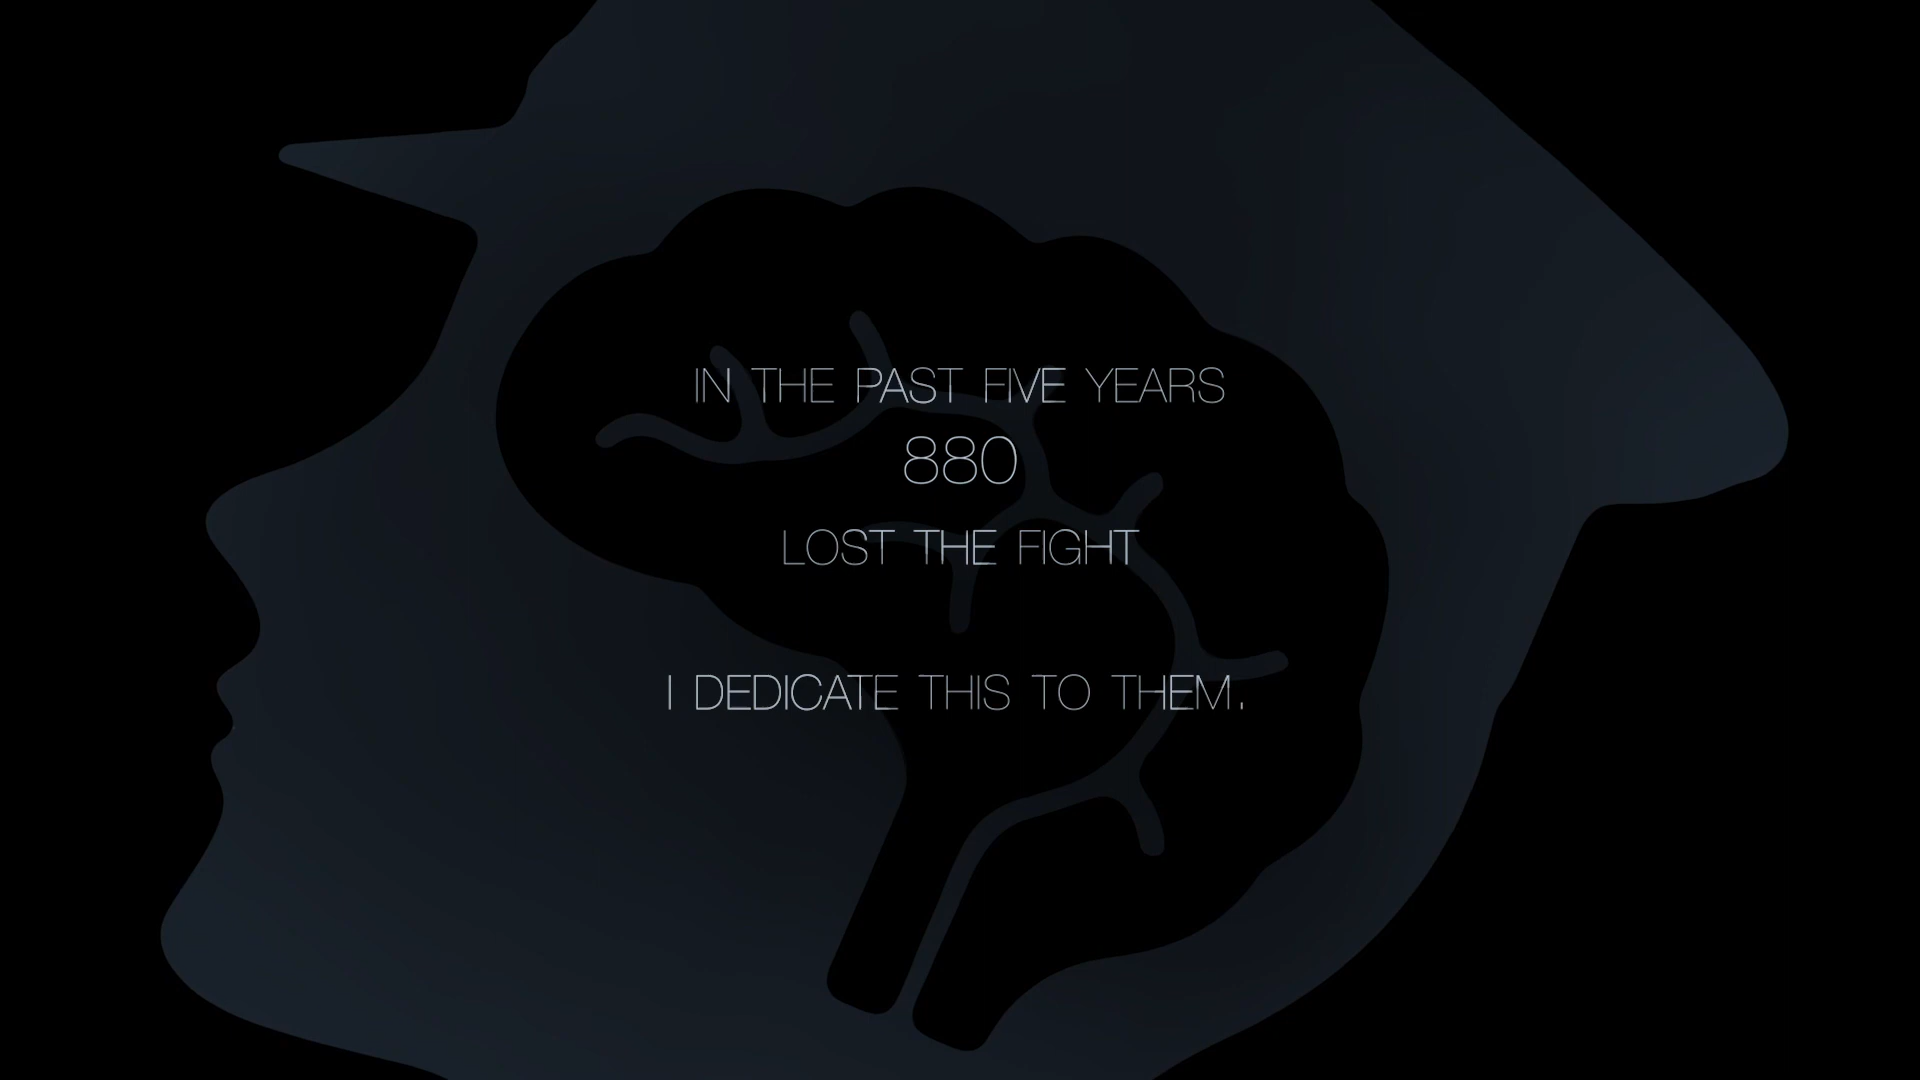 IN THE PAST FIVE YEARS
880
LOST THE FIGHT
I DEDICATE THIS TO THEM.